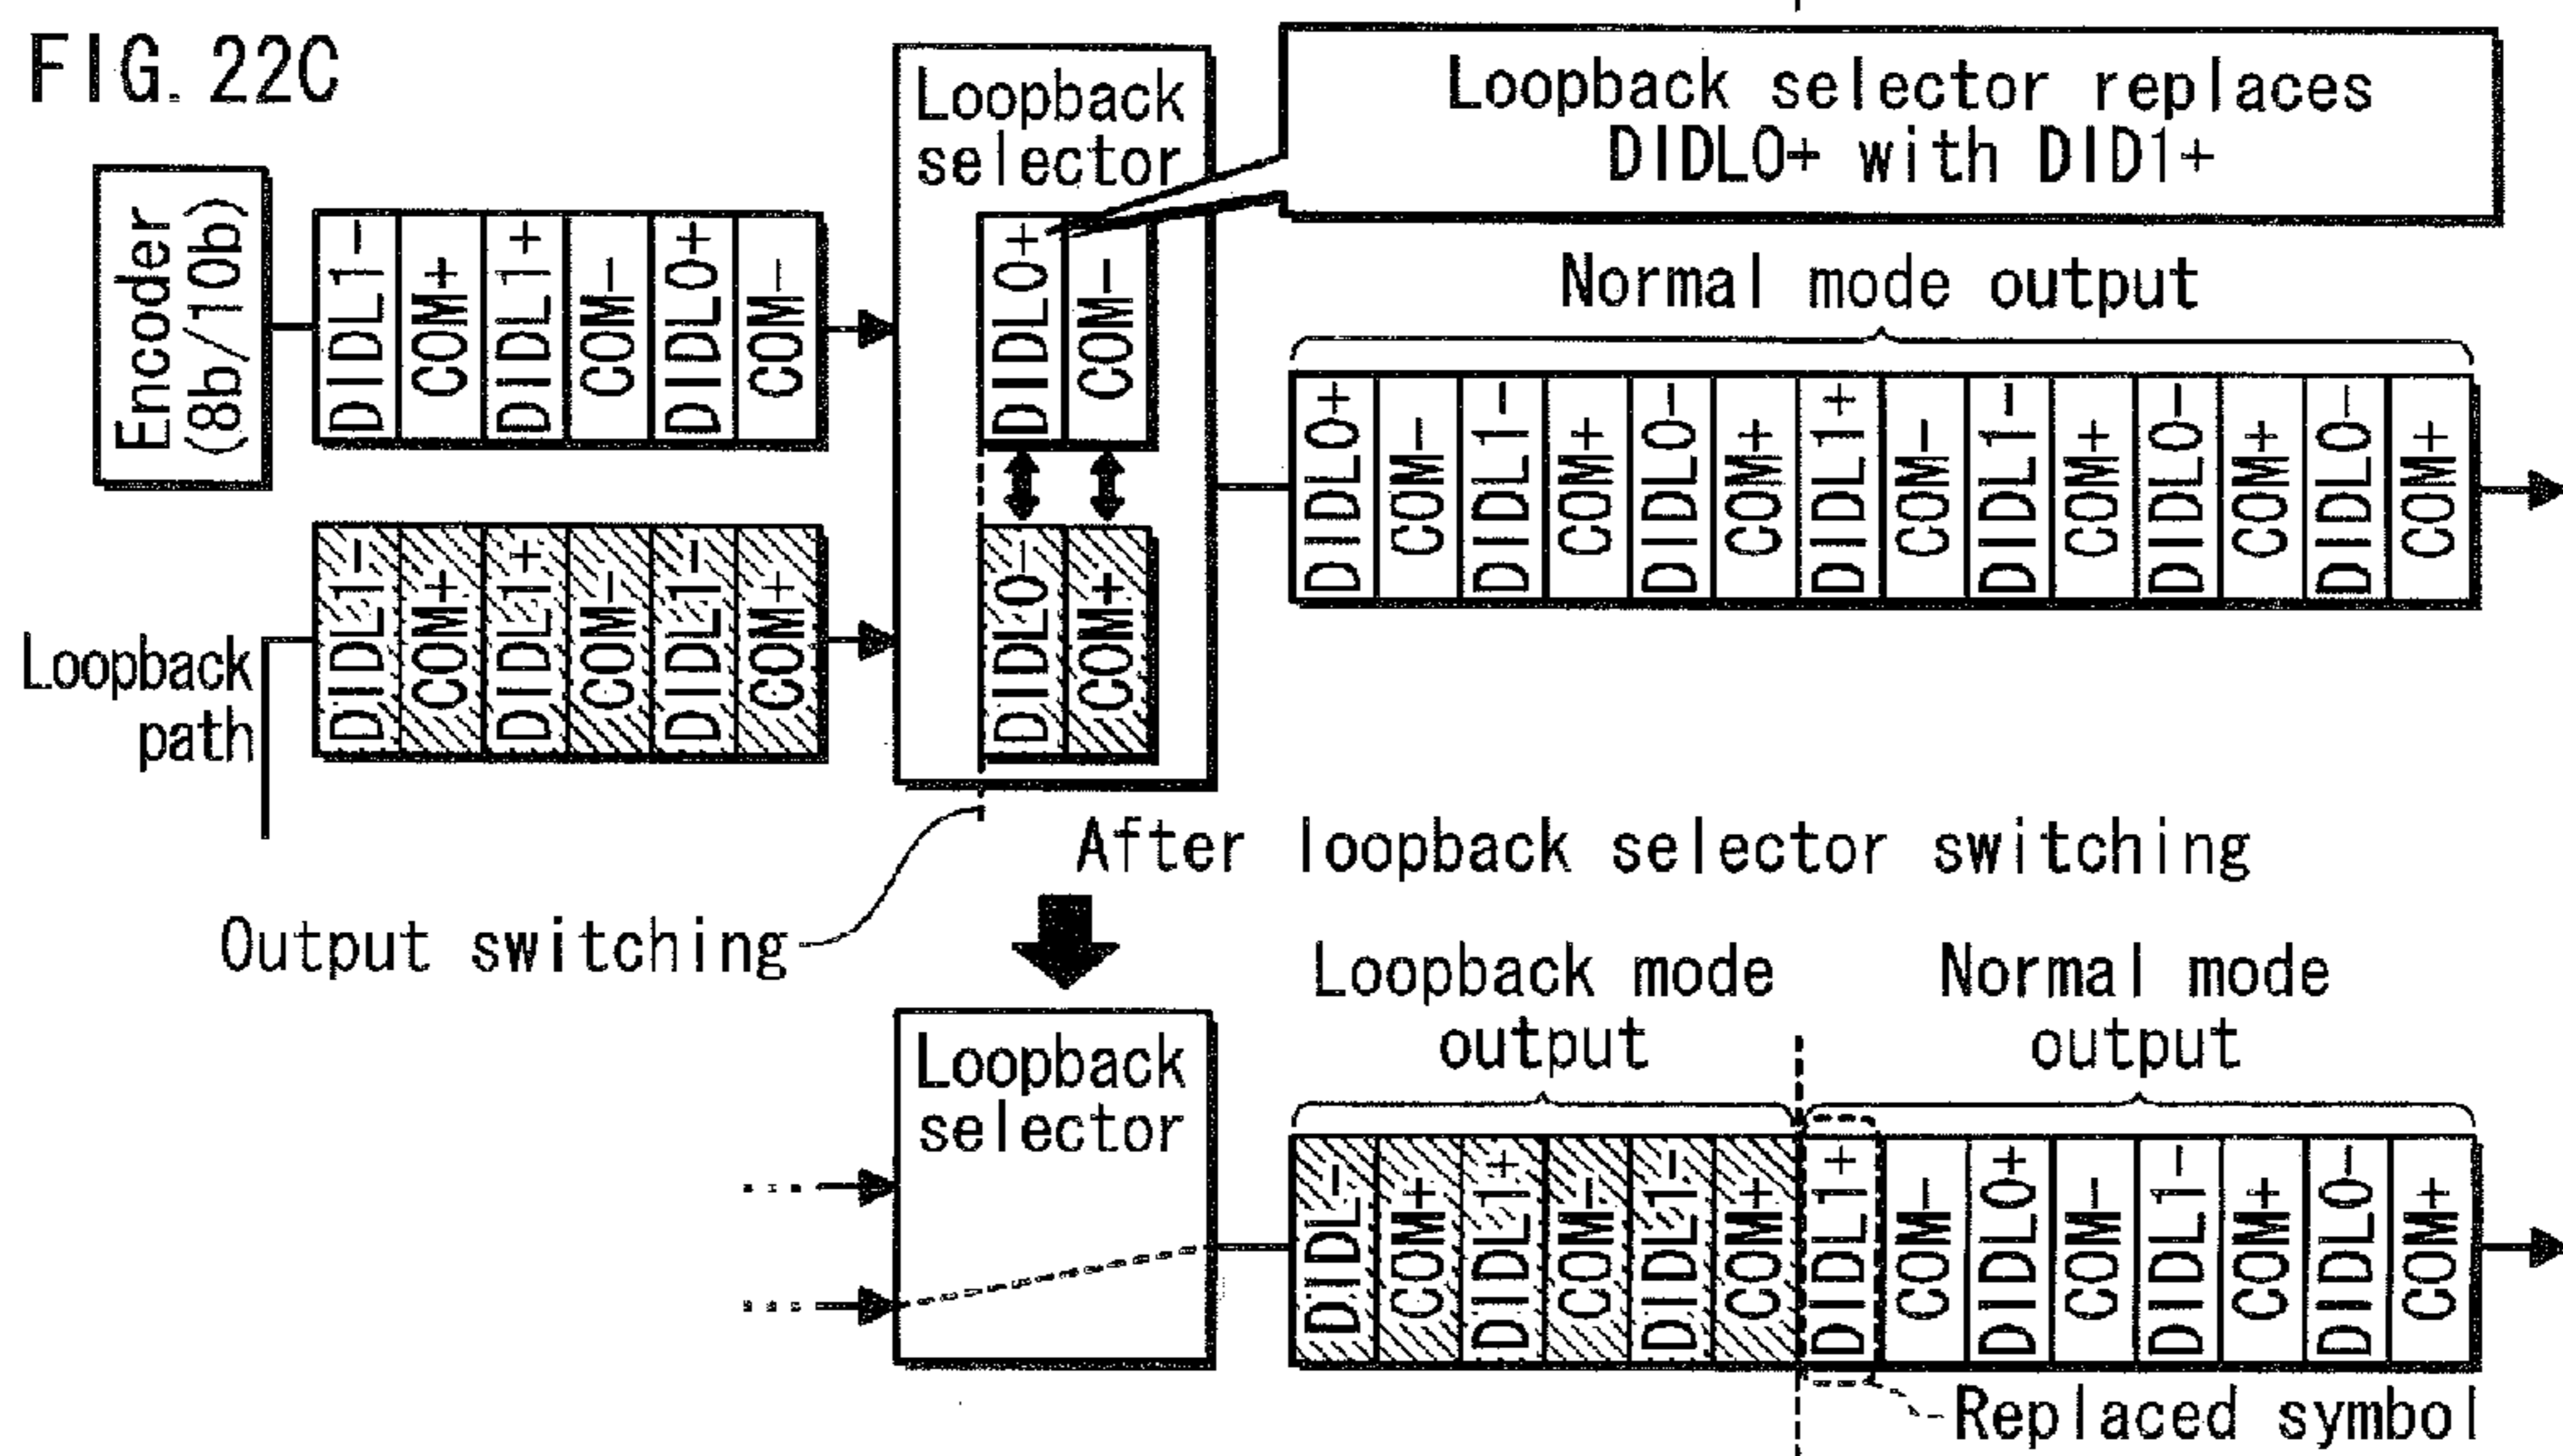 FIG. 22C
Loopback selector replaces
DIDL0+ with DID1+
Loopback
selector
Encoder
(8b/10b)
DIDL1- COM+ DIDL1+ COM- DIDL0+ COM-
DIDL0+ COM-
Normal mode output
DIDL0+ COM- DIDL1- COM+ DIDL0- COM+ DIDL1+ COM- DIDL1- COM+ DIDL0- COM+ DIDL0- COM+
Loopback
path
DIDL1- COM+ DIDL1+ COM- DIDL1- COM+
DIDL0- COM+
After loopback selector switching
Output switching
Loopback mode
output
Normal mode
output
Loopback
selector
DIDL- COM+ DIDL1+ COM- DIDL1- COM+ DIDL1+ COM- DIDL0+ COM- DIDL1- COM+ DIDL0- COM+
Replaced symbol